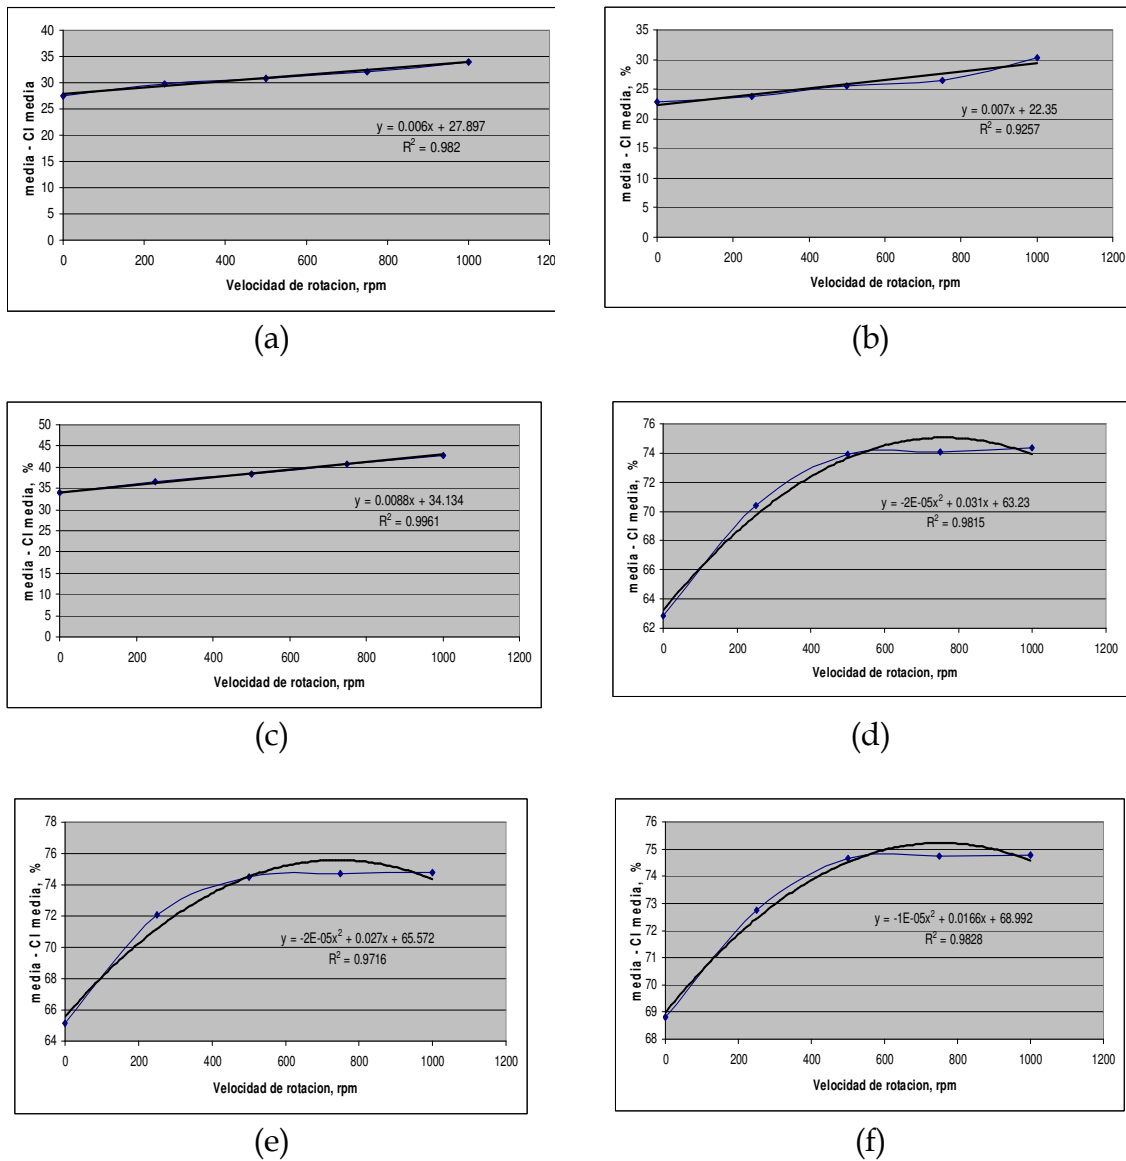 40
35
30
25
20
15
10
5
0
media - CI media
y = 0.006x + 27.897
R² = 0.982
0 200 400 600 800 1000 120
Velocidad de rotacion, rpm
(a)
35
30
25
20
15
10
5
0
media - CI media, %
y = 0.007x + 22.35
R² = 0.9257
0 200 400 600 800 1000 1200
Velocidad de rotacion, rpm
(b)
50
45
40
35
30
25
20
15
10
5
0
media - CI media, %
y = 0.0088x + 34.134
R² = 0.9961
0 200 400 600 800 1000 1200
Velocidad de rotacion, rpm
(c)
76
74
72
70
68
66
64
62
media - CI media, %
y = -2E-05x² + 0.031x + 63.23
R² = 0.9815
0 200 400 600 800 1000 1200
Velocidad de rotacion, rpm
(d)
78
76
74
72
70
68
66
64
media - CI media, %
y = -2E-05x² + 0.027x + 65.572
R² = 0.9716
0 200 400 600 800 1000 1200
Velocidad de rotacion, rpm
(e)
76
75
74
73
72
71
70
69
68
media - CI media, %
y = -1E-05x² + 0.0166x + 68.992
R² = 0.9828
0 200 400 600 800 1000 1200
Velocidad de rotacion, rpm
(f)